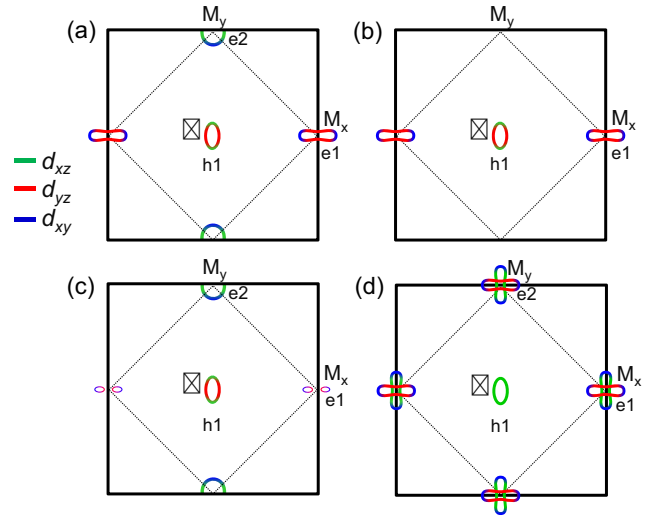 (a)
M_y
e2
M_x
e1
h1
(b)
M_y
M_x
e1
h1
d_xz
d_yz
d_xy
(c)
M_y
e2
M_x
e1
h1
(d)
M_y
e2
M_x
e1
h1